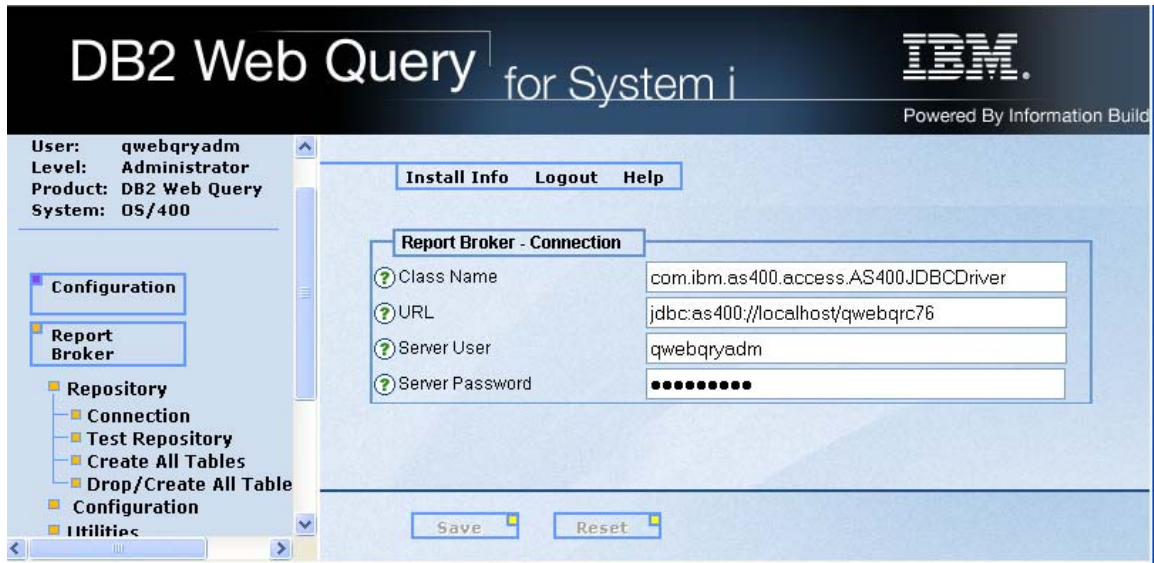 DB2 Web Query for System i
IBM.
Powered By Information Build
User: qwebqryadm
Level: Administrator
Product: DB2 Web Query
System: OS/400
Configuration
Report
Broker
Repository
Connection
Test Repository
Create All Tables
Drop/Create All Table
Configuration
Utilities
Install Info Logout Help
Report Broker - Connection
Class Name com.ibm.as400.access.AS400JDBCDriver
URL jdbc:as400://localhost/qwebqrc76
Server User qwebqryadm
Server Password •••••••••
Save Reset